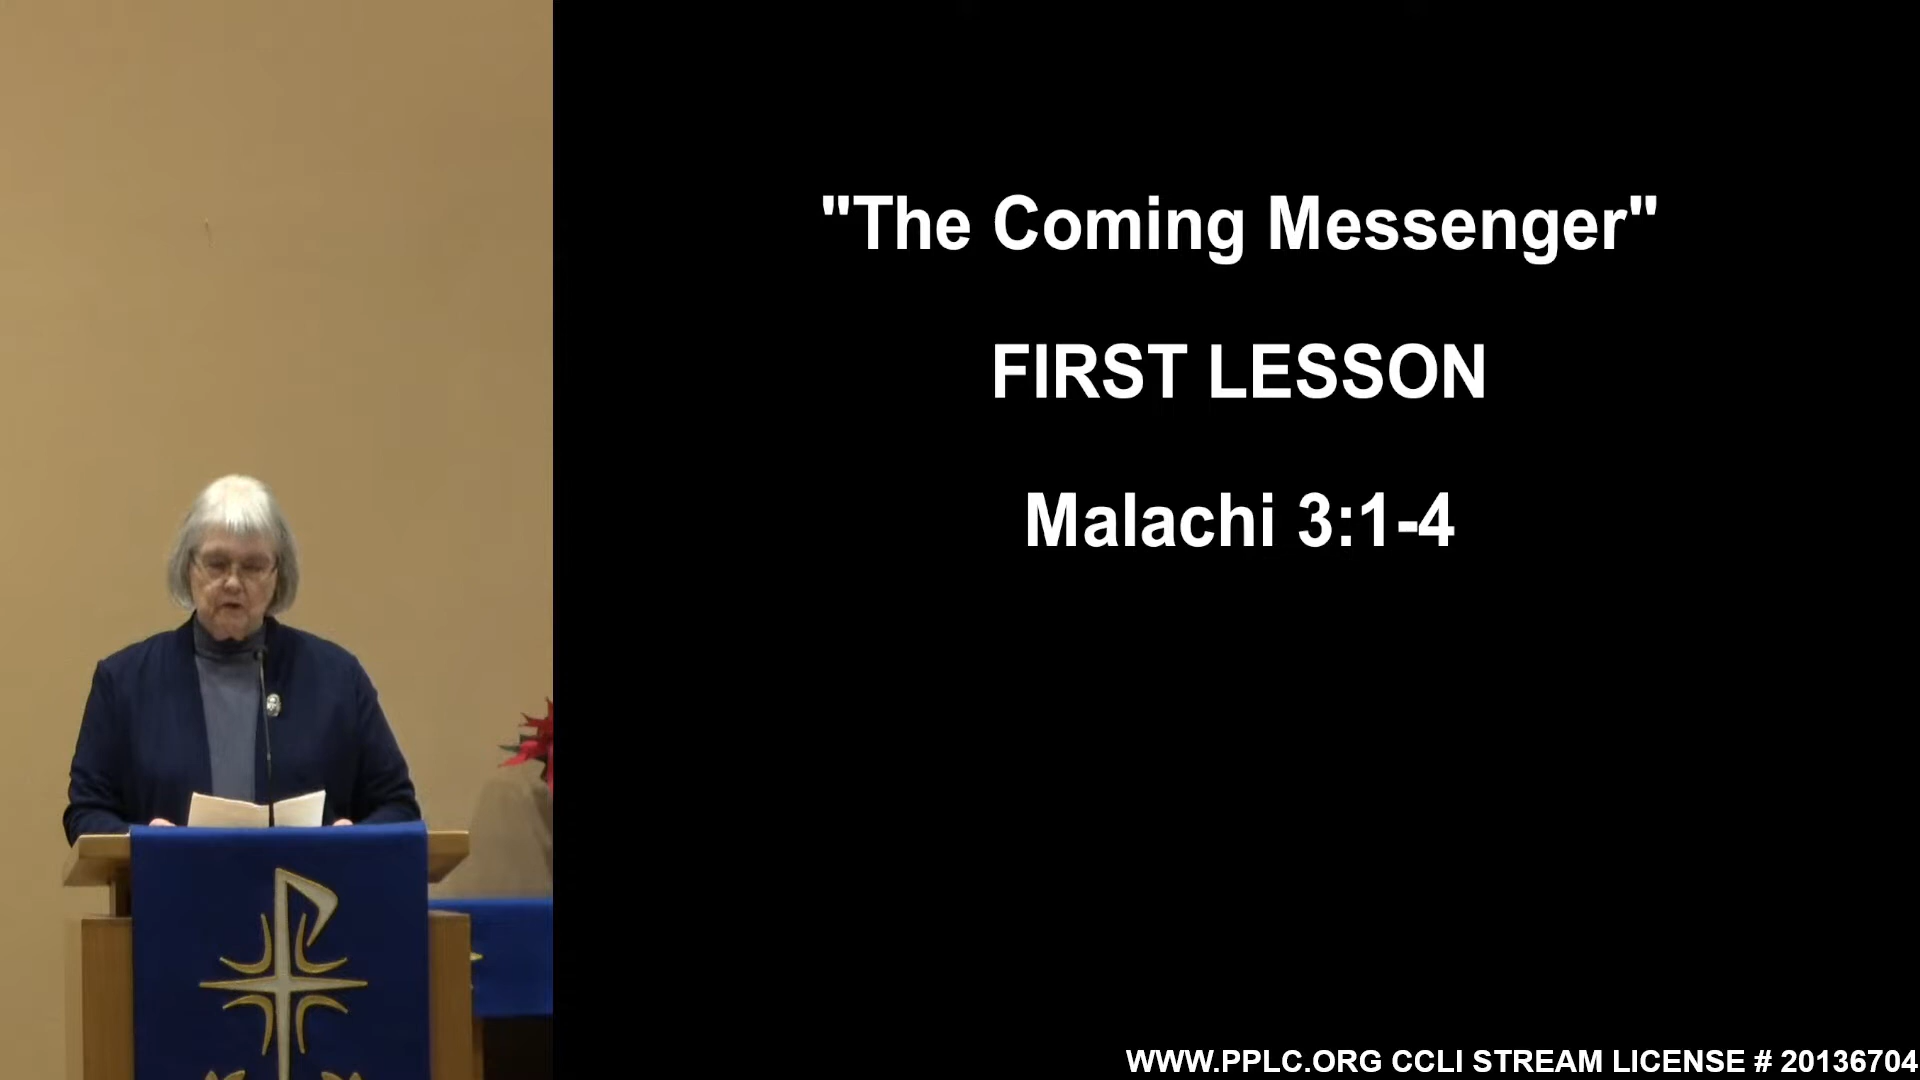 "The Coming Messenger"
FIRST LESSON
Malachi 3:1-4
WWW.PPLC.ORG CCLI STREAM LICENSE # 20136704